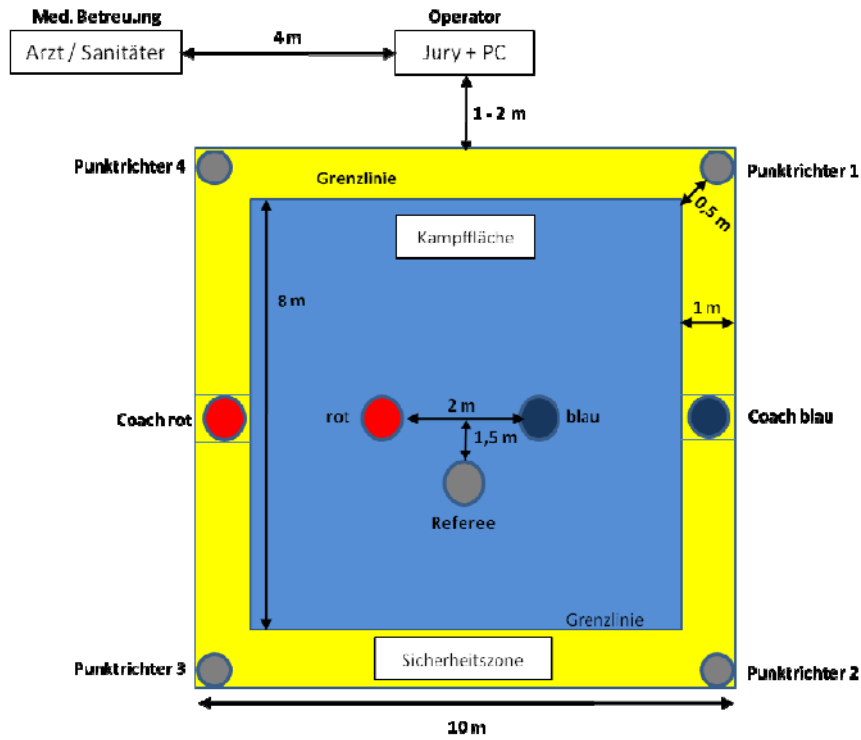 Med. Betreuung
Operator
Arzt / Sanitäter
4 m
Jury + PC
1 - 2 m
Punktrichter 4
Punktrichter 1
Grenzlinie
0,5 m
Kampffläche
8 m
1 m
Coach rot
rot
2 m
blau
Coach blau
1,5 m
Referee
Grenzlinie
Punktrichter 3
Sicherheitszone
Punktrichter 2
10 m